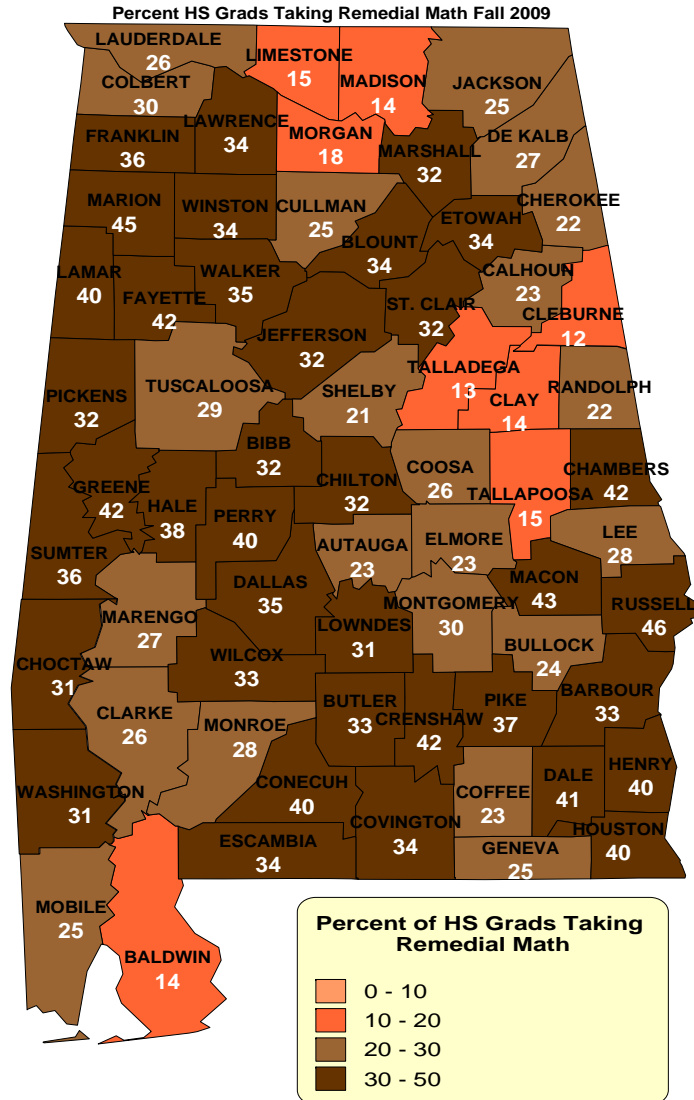 Percent HS Grads Taking Remedial Math Fall 2009
LAUDERDALE
26
LIMESTONE
15
MADISON
14
JACKSON
25
COLBERT
30
LAWRENCE
34
MORGAN
18
FRANKLIN
36
MARSHALL
32
DE KALB
27
MARION
45
WINSTON
34
CULLMAN
25
BLOUNT
34
ETOWAH
34
CHEROKEE
22
LAMAR
40
FAYETTE
42
WALKER
35
JEFFERSON
32
ST. CLAIR
32
CALHOUN
23
CLEBURNE
12
PICKENS
32
TUSCALOOSA
29
SHELBY
21
TALLADEGA
13
CLAY
14
RANDOLPH
22
BIBB
32
CHILTON
32
COOSA
26
TALLAPOOSA
15
CHAMBERS
42
GREENE
42
HALE
38
PERRY
40
AUTAUGA
23
ELMORE
23
LEE
28
SUMTER
36
DALLAS
35
MACON
43
RUSSELL
46
MARENGO
27
LOWNDES
31
MONTGOMERY
30
BULLOCK
24
CHOCTAW
31
WILCOX
33
BUTLER
33
CRENSHAW
42
PIKE
37
BARBOUR
33
CLARKE
26
MONROE
28
CONECUH
40
COFFEE
23
DALE
41
HENRY
40
WASHINGTON
31
ESCAMBIA
34
COVINGTON
34
GENEVA
25
HOUSTON
40
MOBILE
25
BALDWIN
14
Percent of HS Grads Taking
Remedial Math
0 - 10
10 - 20
20 - 30
30 - 50